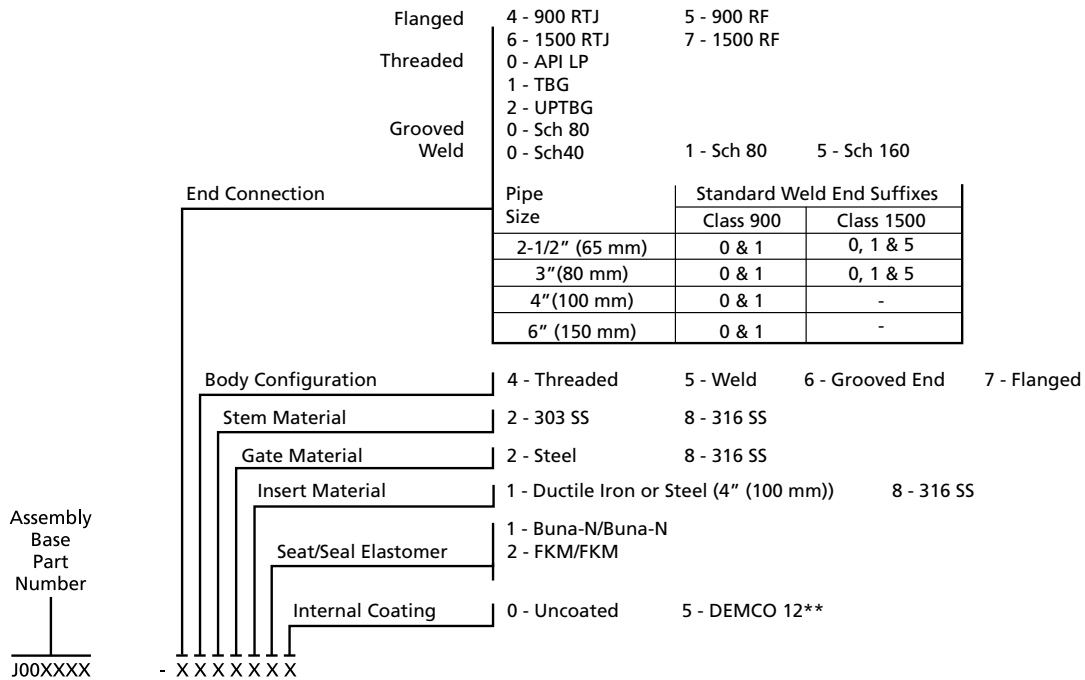 Flanged 4 - 900 RTJ 5 - 900 RF
6 - 1500 RTJ 7 - 1500 RF
Threaded 0 - API LP
1 - TBG
2 - UPTBG
Grooved 0 - Sch 80
Weld 0 - Sch40 1 - Sch 80 5 - Sch 160
End Connection
Pipe Size Standard Weld End Suffixes
Class 900 Class 1500
2-1/2” (65 mm) 0 & 1 0, 1 & 5
3”(80 mm) 0 & 1 0, 1 & 5
4”(100 mm) 0 & 1 -
6” (150 mm) 0 & 1 -
Body Configuration 4 - Threaded 5 - Weld 6 - Grooved End 7 - Flanged
Stem Material 2 - 303 SS 8 - 316 SS
Gate Material 2 - Steel 8 - 316 SS
Insert Material 1 - Ductile Iron or Steel (4” (100 mm)) 8 - 316 SS
Seat/Seal Elastomer 1 - Buna-N/Buna-N
2 - FKM/FKM
Internal Coating 0 - Uncoated 5 - DEMCO 12**
Assembly
Base
Part
Number
J00XXXX - X X X X X X X